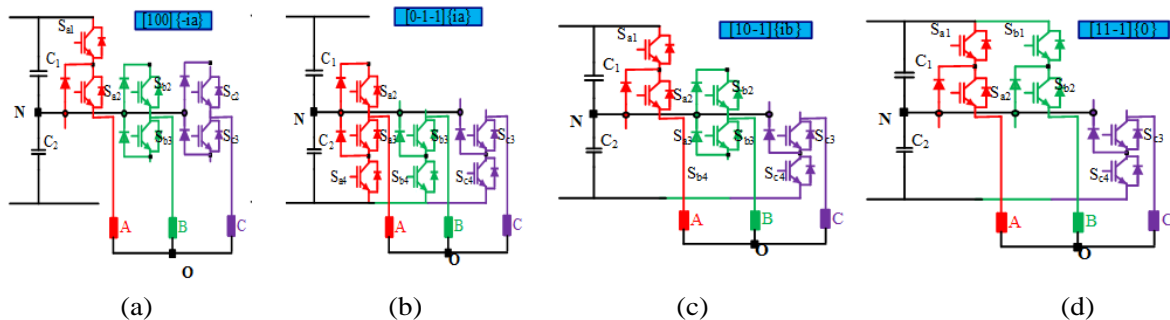 [100]{-ia}
Sa1
C1
Sa2
Sb2
Sc2
N
Sb3
Sc3
C2
A
B
C
O
(a)
[0-1-1]{ia}
C1
Sa2
N
C2
Sa3
Sb3
Sc3
Sa4
Sb4
Sc4
A
B
C
O
(b)
[10-1]{ib}
Sa1
C1
Sa2
Sb2
N
C2
Sa3
Sb3
Sc3
Sb4
Sc4
A
B
C
O
(c)
[11-1]{0}
Sa1
Sb1
C1
Sa2
Sb2
N
C2
Sc3
Sc4
A
B
C
O
(d)